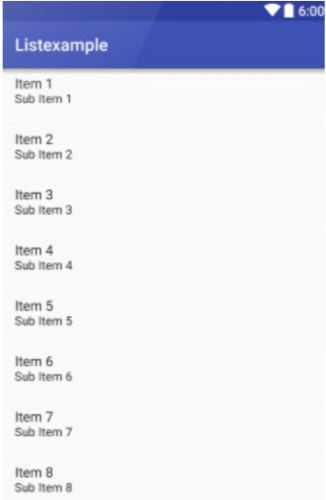 6:00
Listexample
Item 1
Sub Item 1
Item 2
Sub Item 2
Item 3
Sub Item 3
Item 4
Sub Item 4
Item 5
Sub Item 5
Item 6
Sub Item 6
Item 7
Sub Item 7
Item 8
Sub Item 8